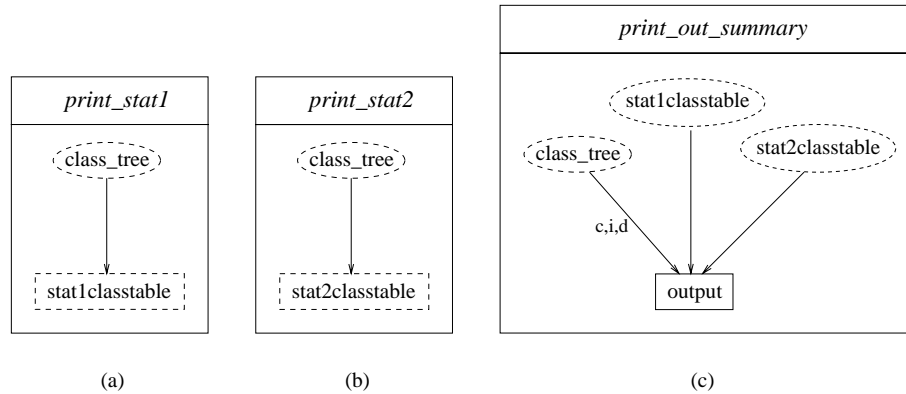 print_stat1
class_tree
stat1classtable
(a)
print_stat2
class_tree
stat2classtable
(b)
print_out_summary
stat1classtable
class_tree
stat2classtable
c,i,d
output
(c)